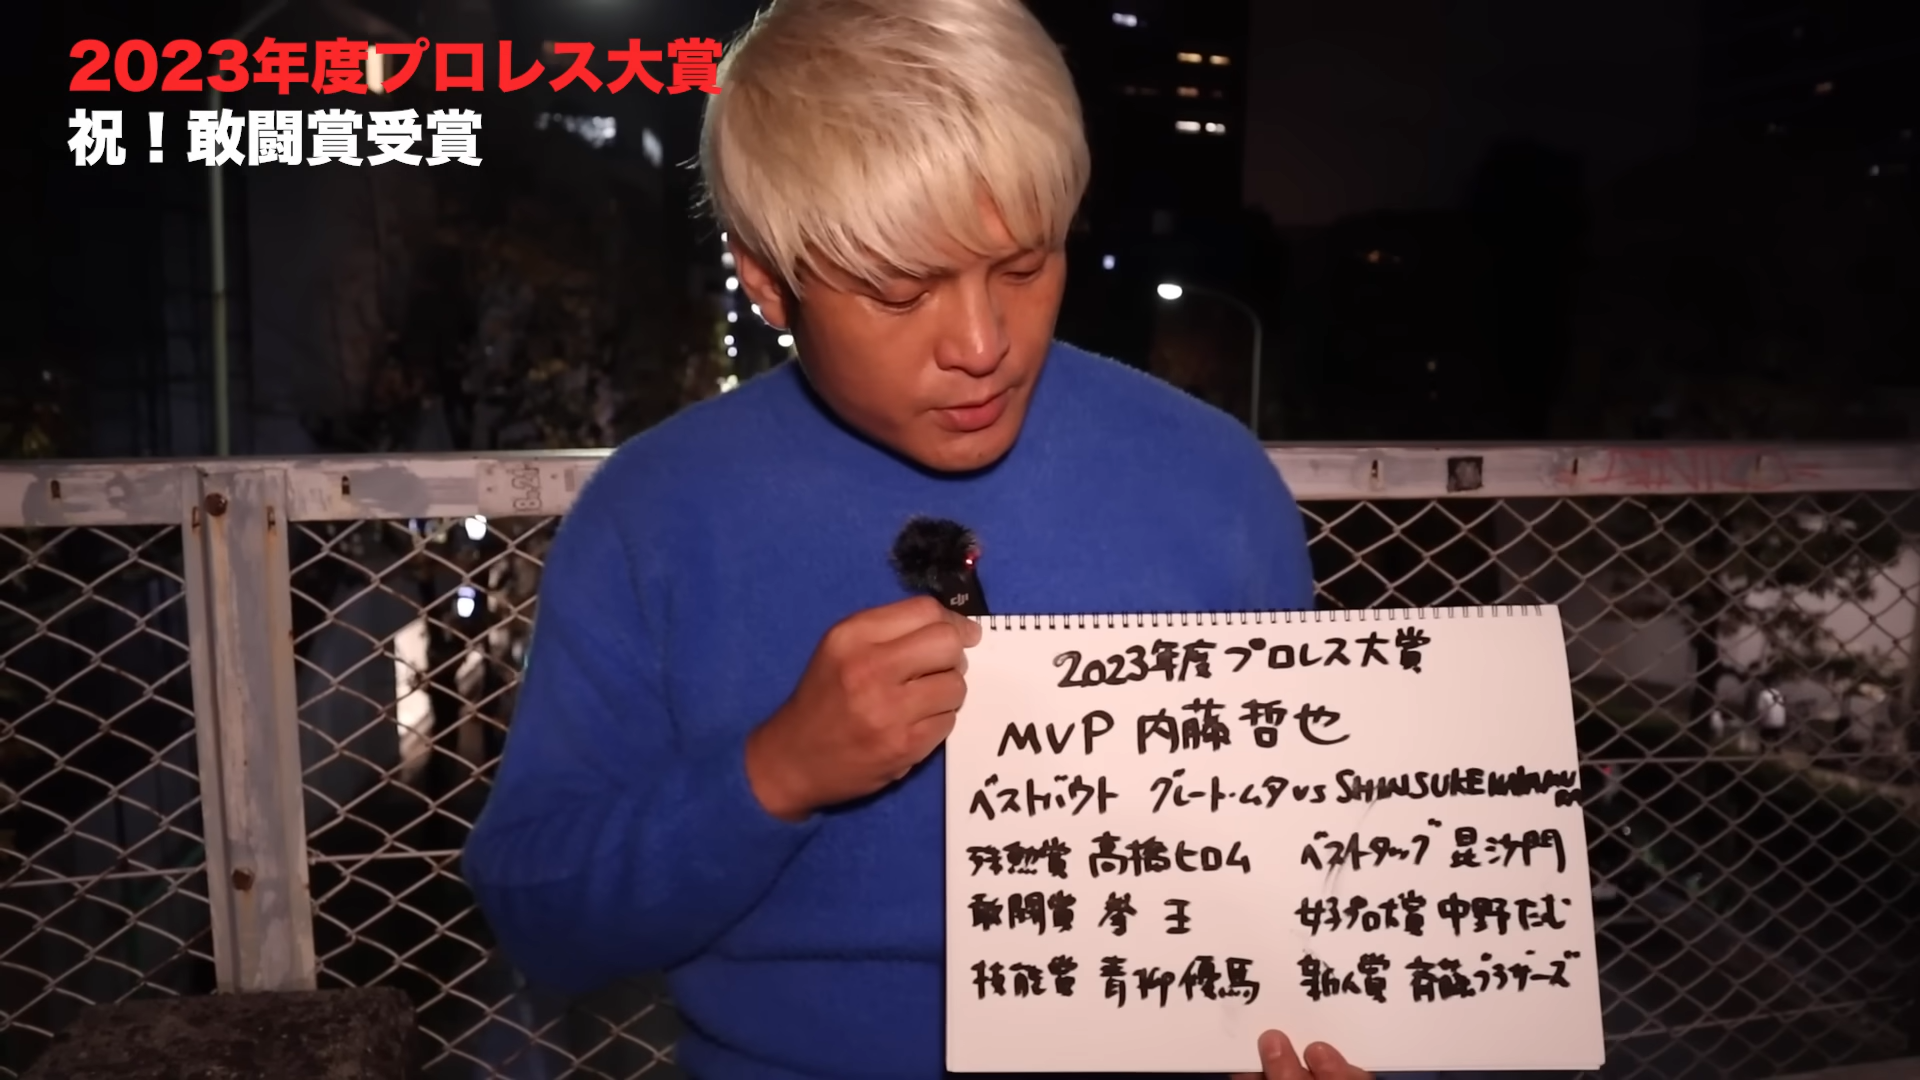 2023年度プロレス大賞
祝！敢闘賞受賞
dji
2023年度プロレス大賞
MVP 内藤哲也
ベストバウト グレート・ムタ vs SHINSUKE NAKAMURA
殊勲賞 高橋ヒロム ベストタッグ 毘沙門
敢闘賞 拳王 女子プロ大賞 中野たむ
技能賞 青柳優馬 新人賞 斉藤ブラザーズ